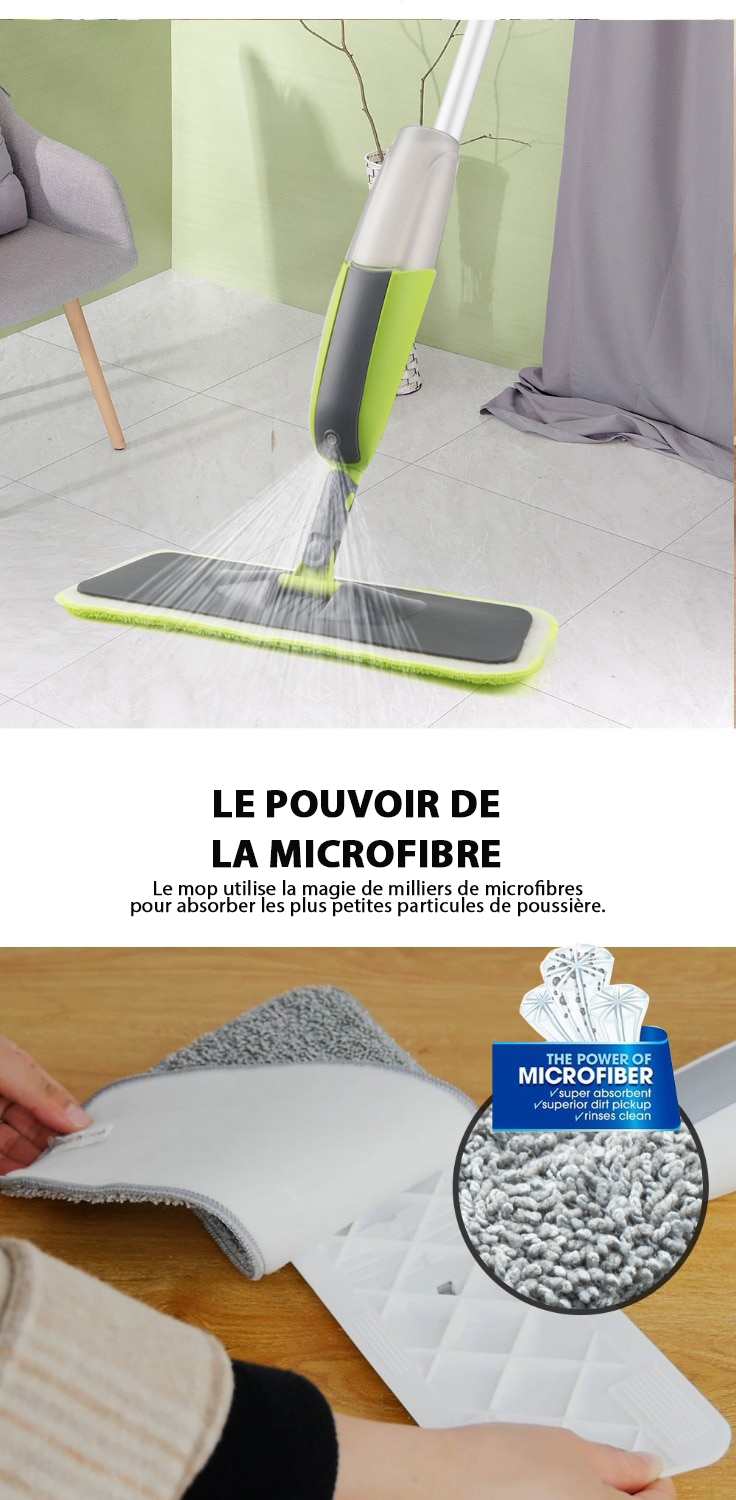 LE POUVOIR DE
LA MICROFIBRE
Le mop utilise la magie de milliers de microfibres
pour absorber les plus petites particules de poussière.
THE POWER OF
MICROFIBER
✓super absorbent
✓superior dirt pickup
✓rinses clean